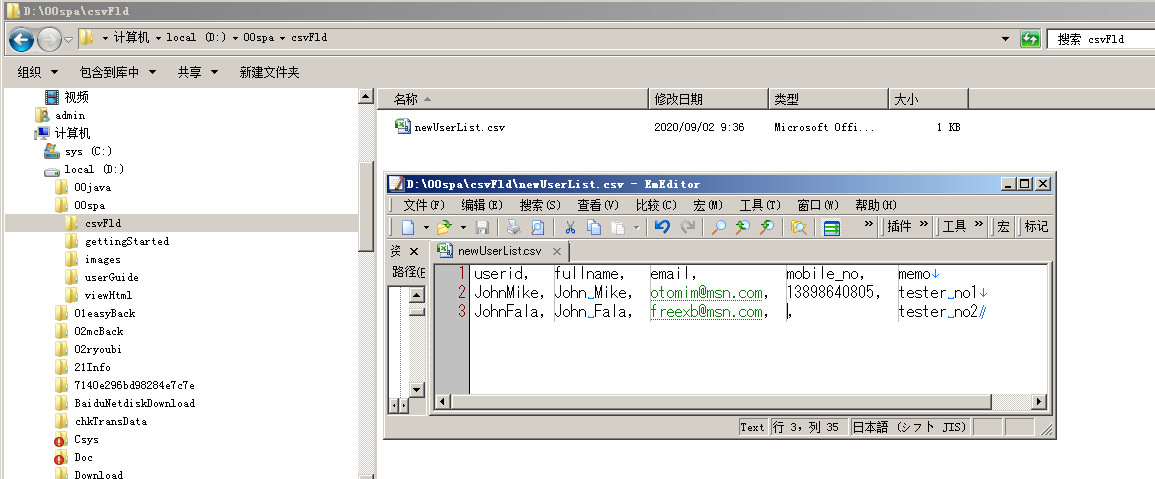 D:\00spa\csvFld
计算机 local (D:) 00spa csvFld 搜索 csvFld
组织 包含到库中 共享 新建文件夹
视频
admin
计算机
sys (C:)
local (D:)
00java
00spa
csvFld
gettingStarted
images
userGuide
viewHtml
01easyBack
02mcBack
02ryoubi
21Info
7140e296bd98284e7c7e
BaiduNetdiskDownload
chkTransData
Csys
Doc
Download
名称 修改日期 类型 大小
newUserList.csv 2020/09/02 9:36 Microsoft Offi... 1 KB
D:\00spa\csvFld\newUserList.csv - EmEditor
文件(F) 编辑(E) 搜索(S) 查看(V) 比较(C) 宏(M) 工具(T) 窗口(W) 帮助(H)
» 插件 » 工具 » 宏 标记
资 newUserList.csv
路径(F
1 userid, fullname, email, mobile_no, memo↓
2 JohnMike, John Mike, otomim@msn.com, 13898640805, tester_no1↓
3 JohnFala, John Fala, freexb@msn.com, , tester_no2
Text 行 3, 列 35 日本語 (シフト JIS)